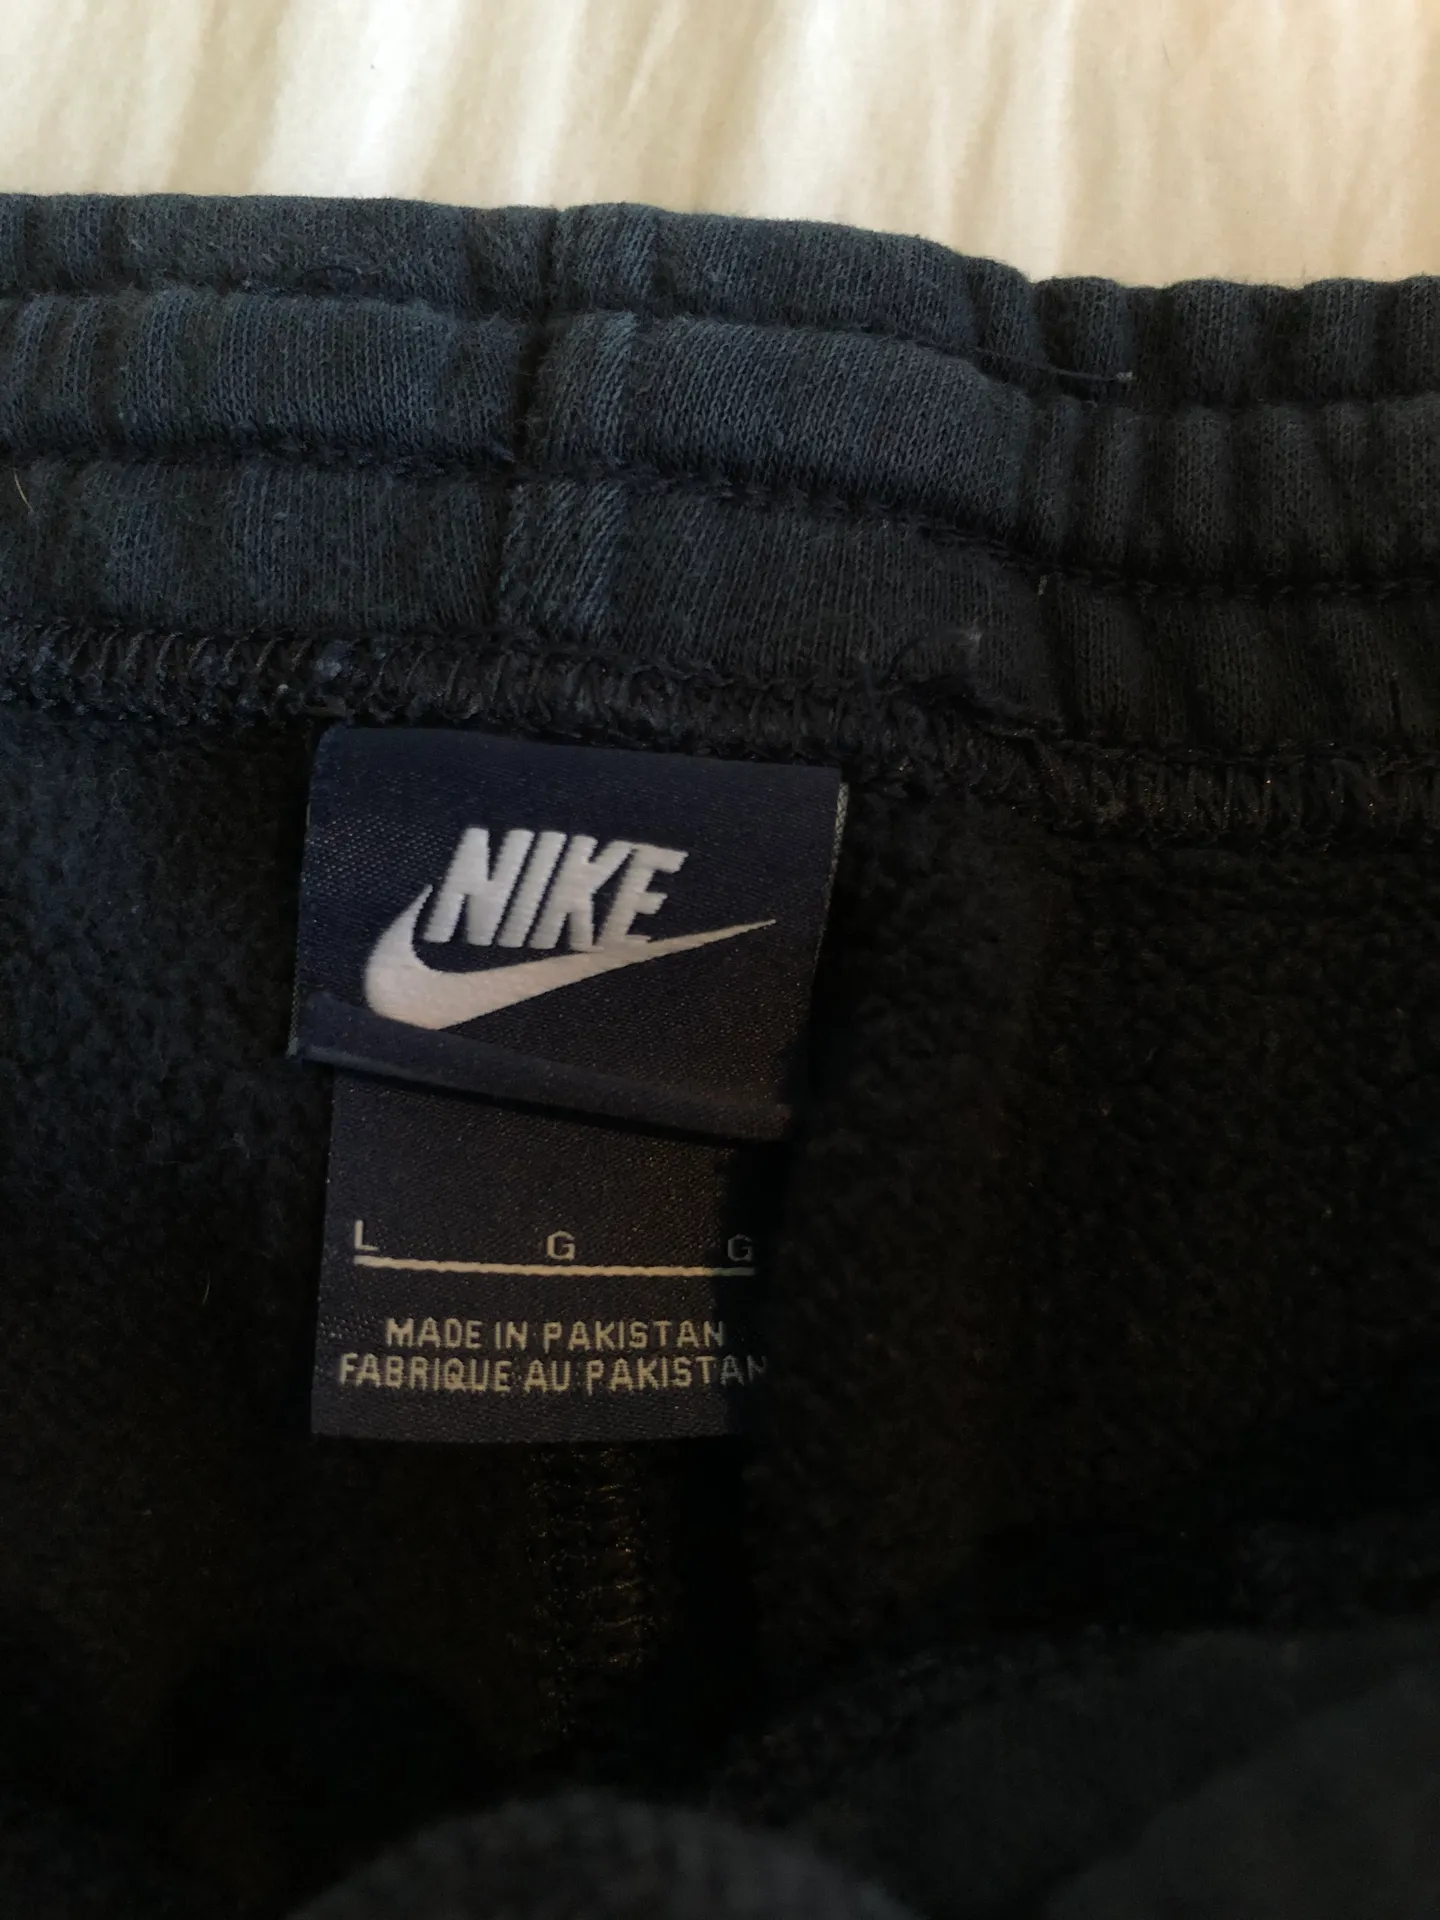 NIKE
L G G
MADE IN PAKISTAN
FABRIQUE AU PAKISTAN